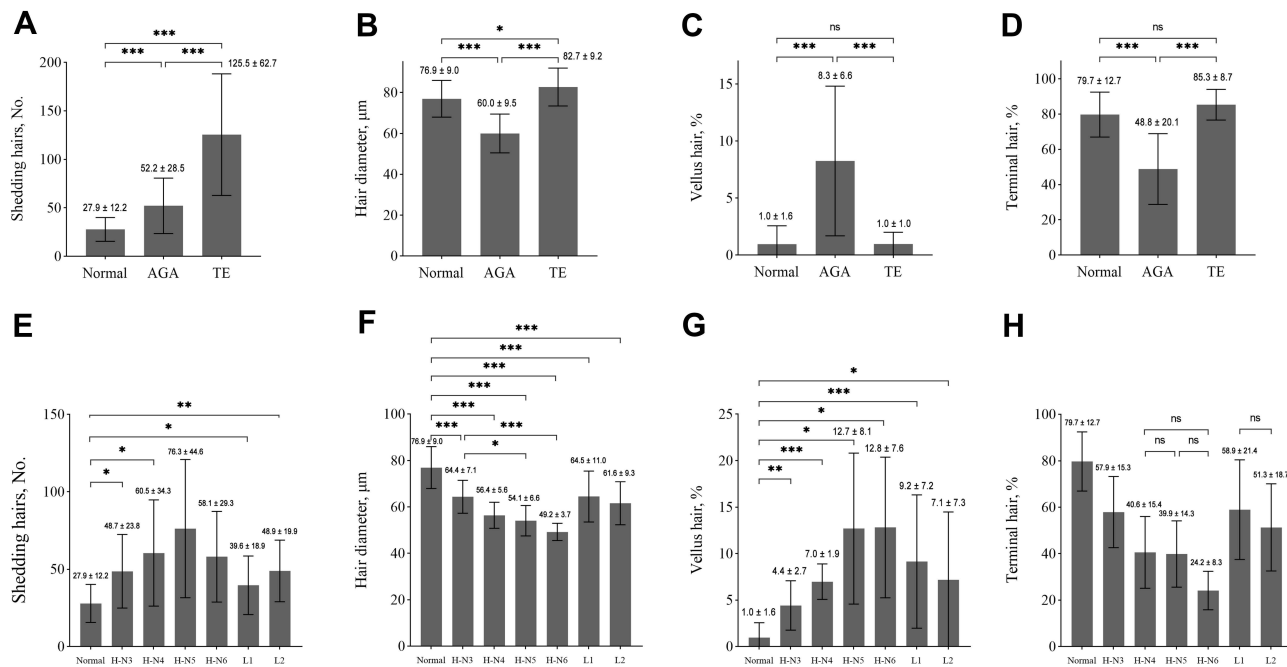 A
***
***
***
Shedding hairs, No.
200
150
100
50
0
27.9 ± 12.2
52.2 ± 28.5
125.5 ± 62.7
Normal
AGA
TE
B
*
***
***
Hair diameter, µm
100
80
60
40
20
0
76.9 ± 9.0
60.0 ± 9.5
82.7 ± 9.2
Normal
AGA
TE
C
ns
***
***
Vellus hair, %
15
10
5
0
1.0 ± 1.6
8.3 ± 6.6
1.0 ± 1.0
Normal
AGA
TE
D
ns
***
***
Terminal hair, %
100
80
60
40
20
0
79.7 ± 12.7
48.8 ± 20.1
85.3 ± 8.7
Normal
AGA
TE
E
**
*
*
*
Shedding hairs, No.
150
100
50
0
27.9 ± 12.2
48.7 ± 23.8
60.5 ± 34.3
76.3 ± 44.6
58.1 ± 29.3
39.6 ± 18.9
48.9 ± 19.9
Normal
H-N3
H-N4
H-N5
H-N6
L1
L2
F
***
***
***
***
***
***
***
*
Hair diameter, µm
100
80
60
40
20
0
76.9 ± 9.0
64.4 ± 7.1
56.4 ± 5.6
54.1 ± 6.6
49.2 ± 3.7
64.5 ± 11.0
61.6 ± 9.3
Normal
H-N3
H-N4
H-N5
H-N6
L1
L2
G
*
***
*
*
***
**
Vellus hair, %
25
20
15
10
5
0
1.0 ± 1.6
4.4 ± 2.7
7.0 ± 1.9
12.7 ± 8.1
12.8 ± 7.6
9.2 ± 7.2
7.1 ± 7.3
Normal
H-N3
H-N4
H-N5
H-N6
L1
L2
H
ns
ns
ns
ns
Terminal hair, %
100
80
60
40
20
0
79.7 ± 12.7
57.9 ± 15.3
40.6 ± 15.4
39.9 ± 14.3
24.2 ± 8.3
58.9 ± 21.4
51.3 ± 18.7
Normal
H-N3
H-N4
H-N5
H-N6
L1
L2